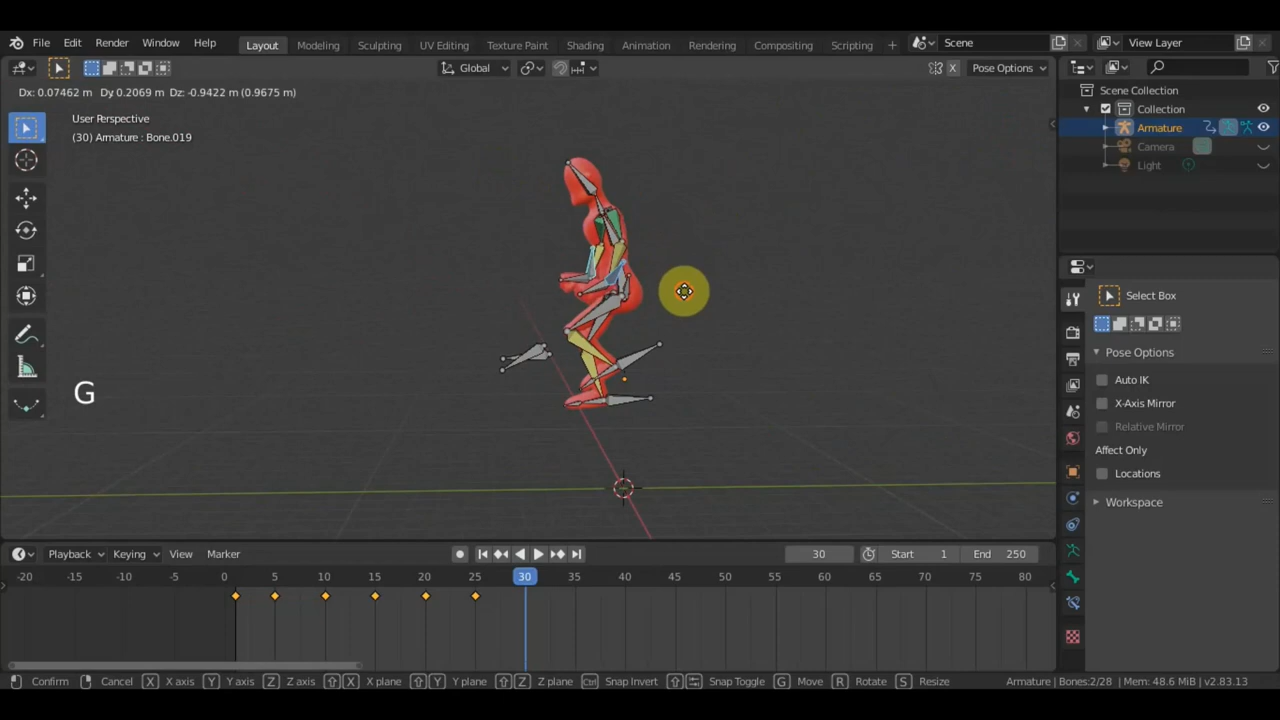 File Edit Render Window Help Layout Modeling Sculpting UV Editing Texture Paint Shading Animation Rendering Compositing Scripting + Scene View Layer
Global X Pose Options
Dx: 0.07462 m Dy 0.2069 m Dz: -0.9422 m (0.9675 m)
User Perspective
(30) Armature : Bone.019
Scene Collection
Collection
Armature
Camera
Light
Select Box
Pose Options
Auto IK
X-Axis Mirror
Relative Mirror
Affect Only
Locations
Workspace
G
Playback Keying View Marker 30 Start 1 End 250
-20 -15 -10 -5 0 5 10 15 20 25 30 35 40 45 50 55 60 65 70 75 80
Confirm Cancel X X axis Y Y axis Z Z axis X X plane Y Y plane Z Z plane Ctrl Snap Invert Snap Toggle G Move R Rotate S Resize Armature | Bones:2/28 | Mem: 48.6 MiB | v2.83.13